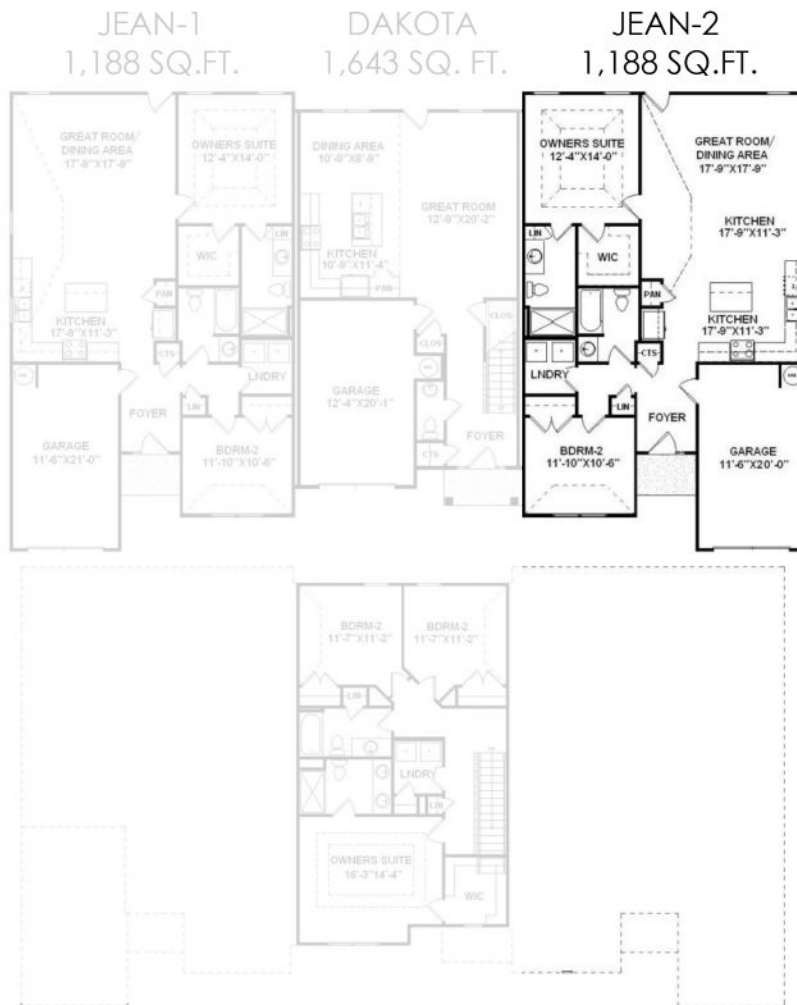 JEAN-1
1,188 SQ.FT.
DAKOTA
1,643 SQ. FT.
JEAN-2
1,188 SQ.FT.
GREAT ROOM/
DINING AREA
17'-9"X17'-9"
OWNERS SUITE
12'-4"X14'-0"
LIN
WIC
PAN
KITCHEN
17'-9"X11'-3"
CTS
LNDRY
LIN
FOYER
GARAGE
11'-6"X21'-0"
BDRM-2
11'-10"X10'-6"
DINING AREA
10'-9"X8'-9"
GREAT ROOM
12'-9"X20'-2"
KITCHEN
10'-9"X11'-4"
PAN
CLOS
CLOS
GARAGE
12'-4"X20'-1"
FOYER
CTS
OWNERS SUITE
12'-4"X14'-0"
GREAT ROOM/
DINING AREA
17'-9"X17'-9"
LIN
WIC
KITCHEN
17'-9"X11'-3"
PAN
KITCHEN
17'-9"X11'-3"
CTS
LNDRY
LIN
FOYER
BDRM-2
11'-10"X10'-6"
GARAGE
11'-6"X20'-0"
BDRM-2
11'-7"X11'-2"
BDRM-2
11'-7"X11'-2"
LIN
LNDRY
LIN
OWNERS SUITE
16'-3"14'-4"
WIC